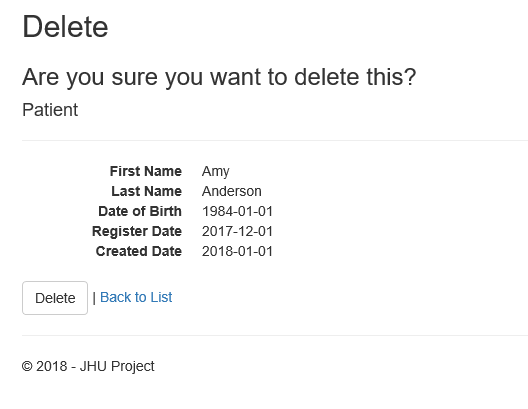 Delete
Are you sure you want to delete this?
Patient
First Name Amy
Last Name Anderson
Date of Birth 1984-01-01
Register Date 2017-12-01
Created Date 2018-01-01
Delete | Back to List
© 2018 - JHU Project